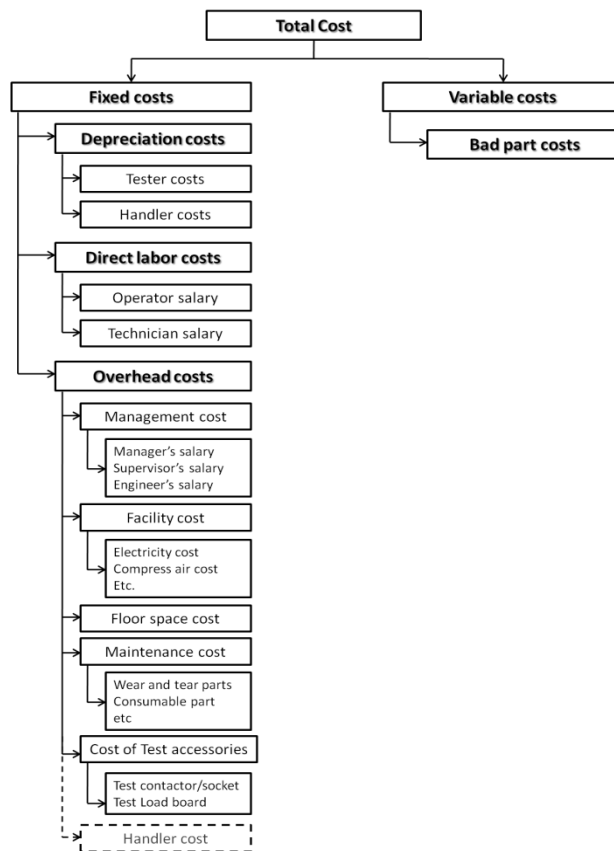 Total Cost
Fixed costs
Variable costs
Depreciation costs
Bad part costs
Tester costs
Handler costs
Direct labor costs
Operator salary
Technician salary
Overhead costs
Management cost
Manager's salary
Supervisor's salary
Engineer's salary
Facility cost
Electricity cost
Compress air cost
Etc.
Floor space cost
Maintenance cost
Wear and tear parts
Consumable part
etc
Cost of Test accessories
Test contactor/socket
Test Load board
Handler cost